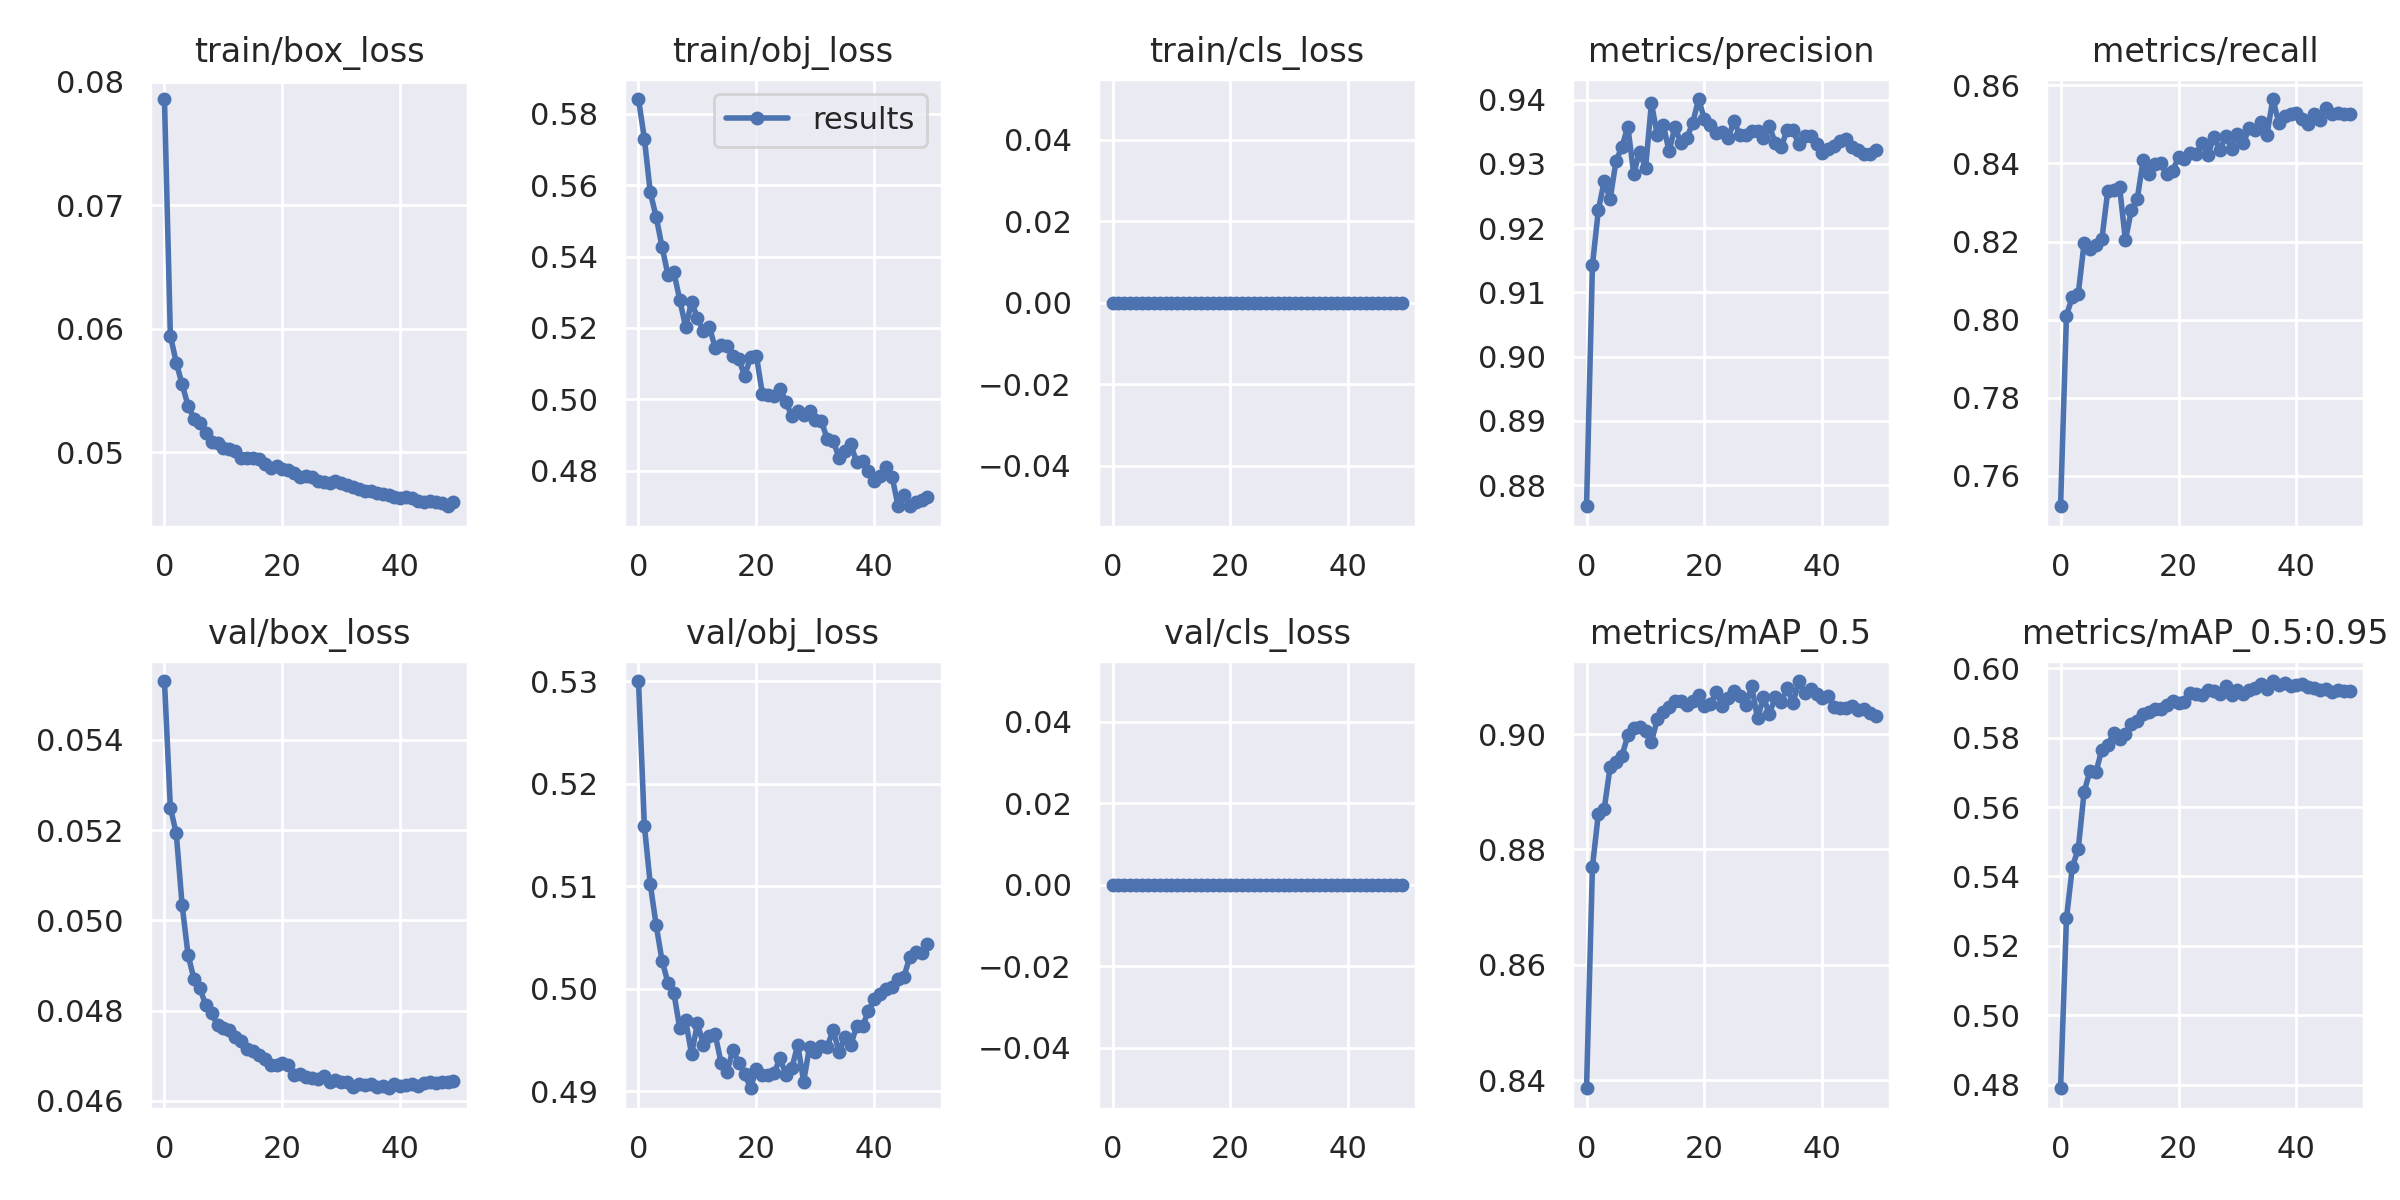 train/box_loss
0.08
0.07
0.06
0.05
0 20 40
train/obj_loss
results
0.58
0.56
0.54
0.52
0.50
0.48
0 20 40
train/cls_loss
0.04
0.02
0.00
−0.02
−0.04
0 20 40
metrics/precision
0.94
0.93
0.92
0.91
0.90
0.89
0.88
0 20 40
metrics/recall
0.86
0.84
0.82
0.80
0.78
0.76
0 20 40
val/box_loss
0.054
0.052
0.050
0.048
0.046
0 20 40
val/obj_loss
0.53
0.52
0.51
0.50
0.49
0 20 40
val/cls_loss
0.04
0.02
0.00
−0.02
−0.04
0 20 40
metrics/mAP_0.5
0.90
0.88
0.86
0.84
0 20 40
metrics/mAP_0.5:0.95
0.60
0.58
0.56
0.54
0.52
0.50
0.48
0 20 40